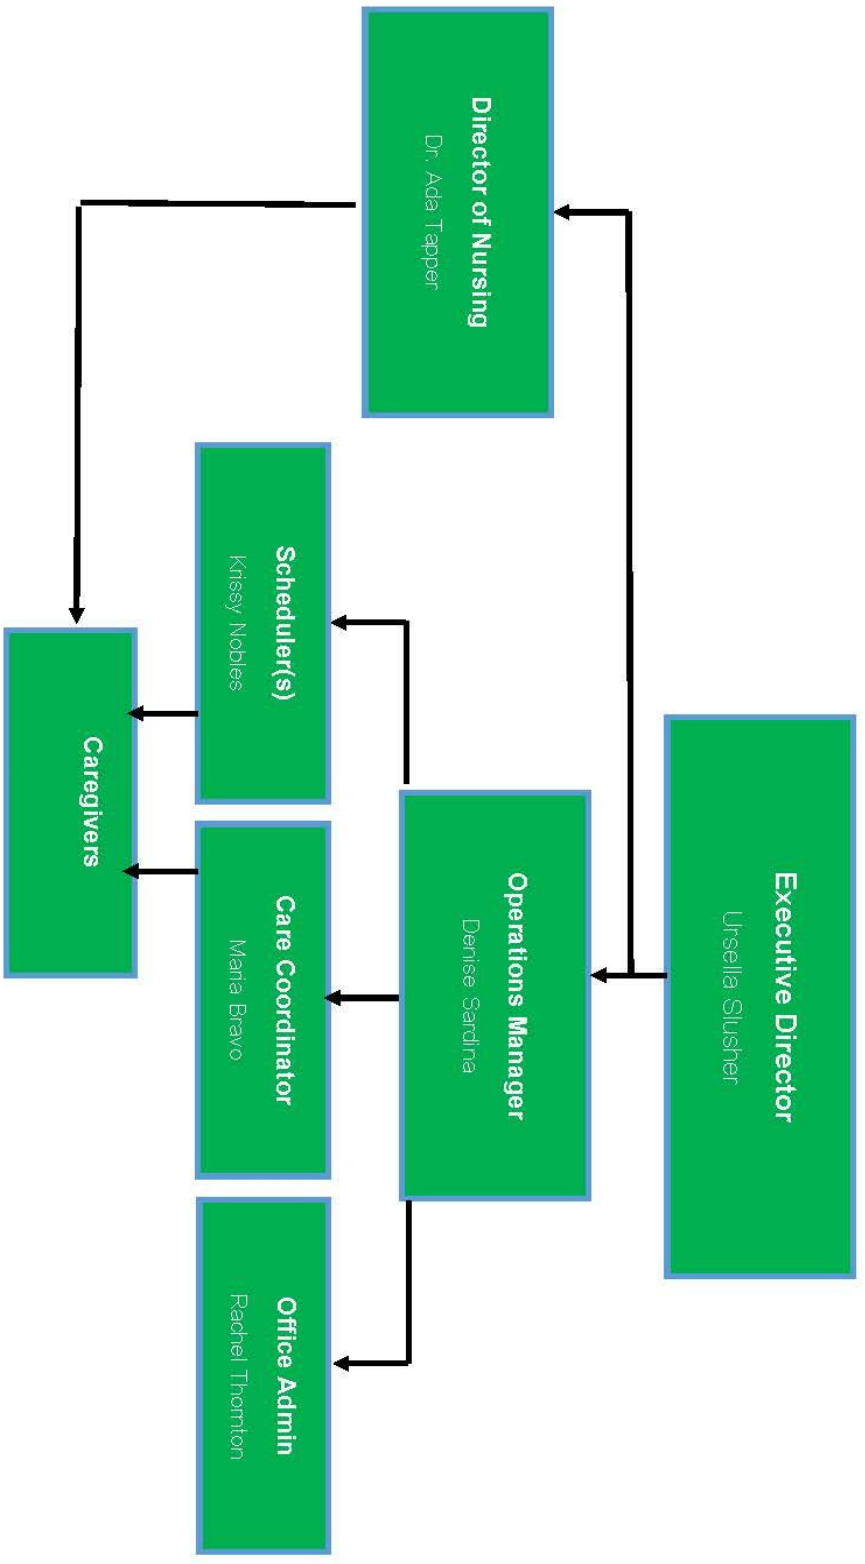 Executive Director
Ursella Slusher
Director of Nursing
Dr. Ada Tapper
Operations Manager
Denise Sardina
Scheduler(s)
Krissy Nobles
Care Coordinator
Maria Bravo
Office Admin
Rachel Thornton
Caregivers